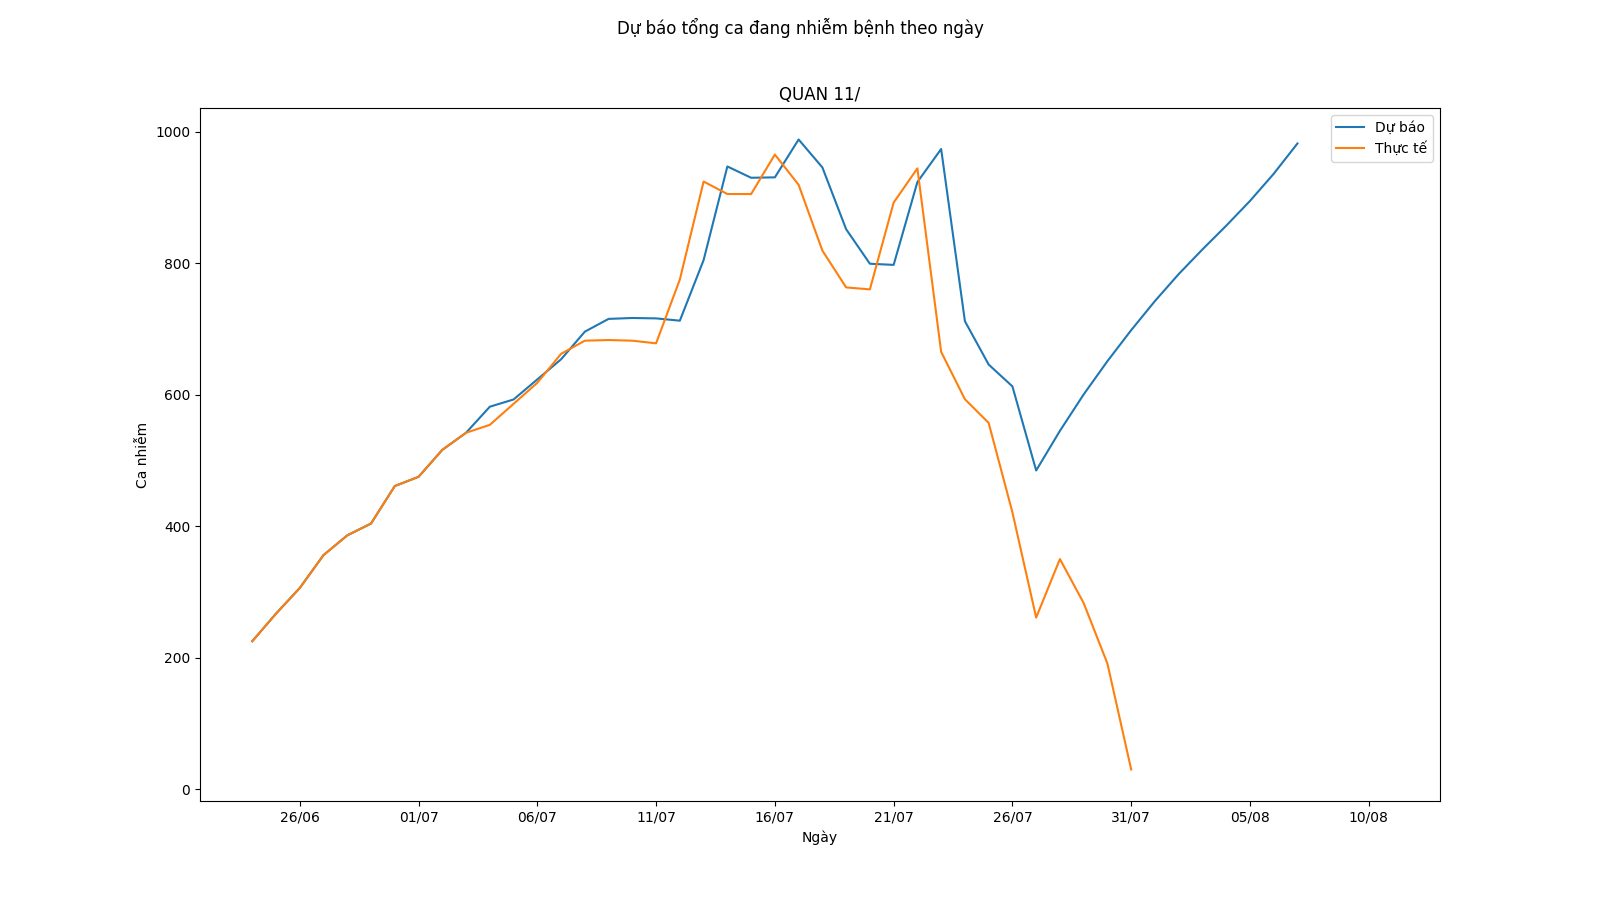 Dự báo tổng ca đang nhiễm bệnh theo ngày
QUAN 11/
Dự báo
Thực tế
1000
800
600
400
200
0
Ca nhiễm
26/06 01/07 06/07 11/07 16/07 21/07 26/07 31/07 05/08 10/08
Ngày